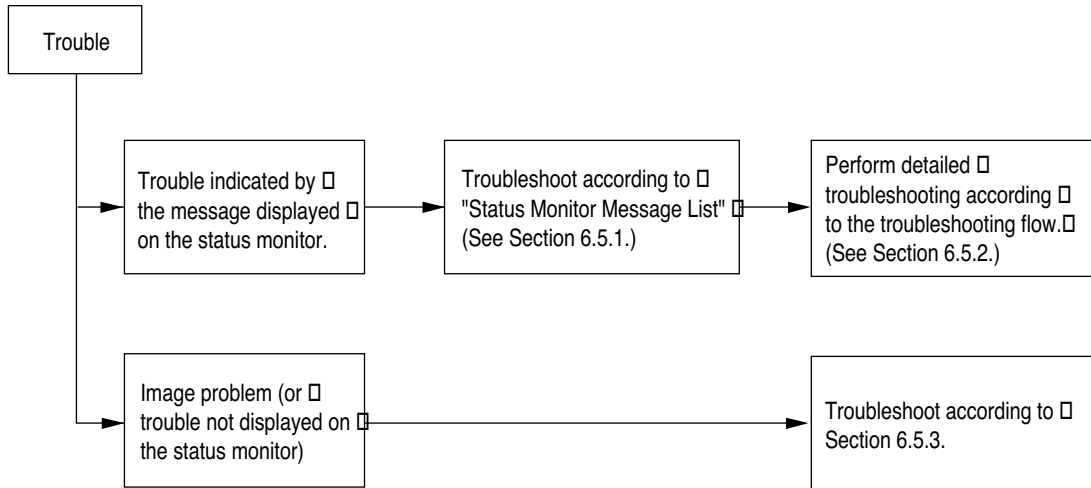 Trouble
Trouble indicated by
the message displayed
on the status monitor.
Troubleshoot according to
"Status Monitor Message List"
(See Section 6.5.1.)
Perform detailed
troubleshooting according
to the troubleshooting flow.
(See Section 6.5.2.)
Image problem (or
trouble not displayed on
the status monitor)
Troubleshoot according to
Section 6.5.3.